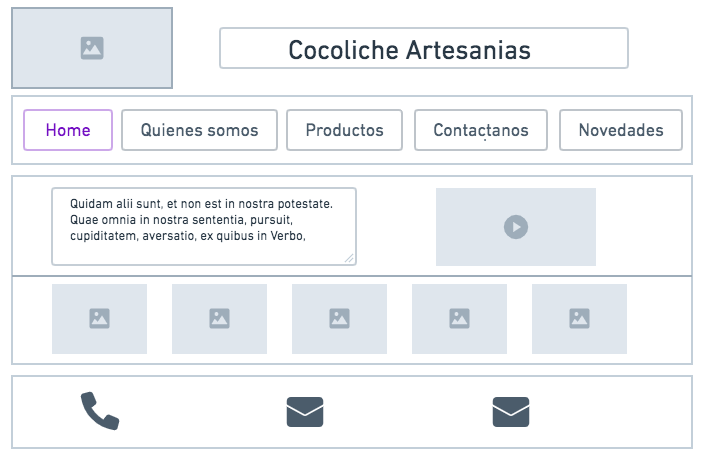 Cocoliche Artesanias
Home
Quienes somos
Productos
Contactanos
Novedades
Quidam alii sunt, et non est in nostra potestate.
Quae omnia in nostra sententia, pursuit,
cupiditatem, aversatio, ex quibus in Verbo,